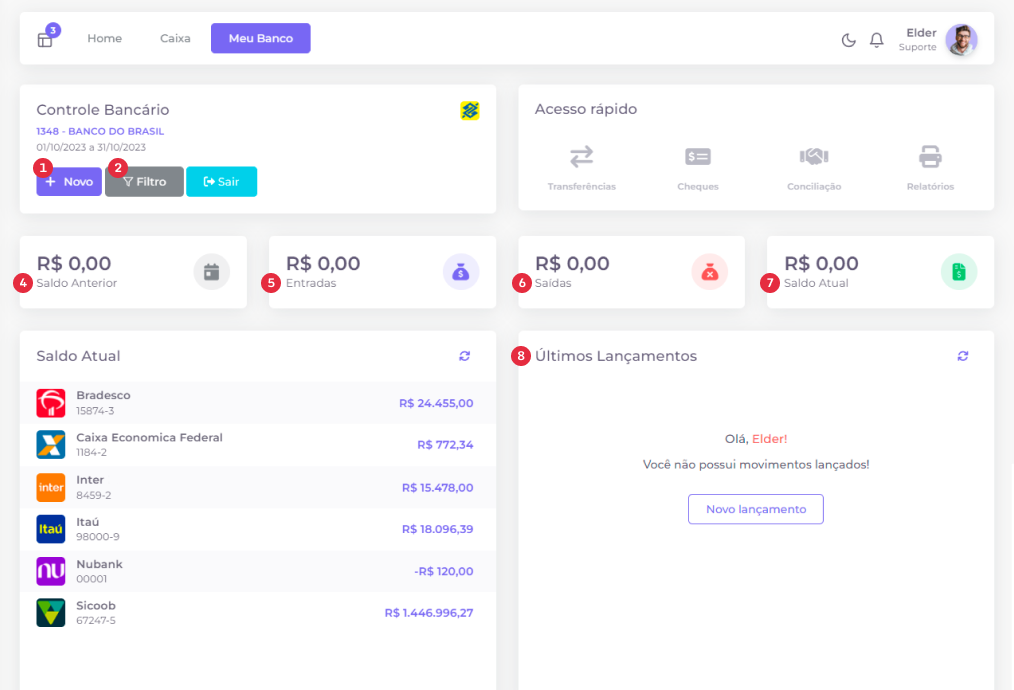 3
Home
Caixa
Meu Banco
Elder
Suporte
Controle Bancário
1348 - BANCO DO BRASIL
01/10/2023 a 31/10/2023
1
2
+ Novo
Filtro
Sair
Acesso rápido
Transferências
Cheques
Conciliação
Relatórios
R$ 0,00
4
Saldo Anterior
R$ 0,00
5
Entradas
R$ 0,00
6
Saídas
R$ 0,00
7
Saldo Atual
Saldo Atual
Bradesco
15874-3
R$ 24.455,00
Caixa Economica Federal
1184-2
R$ 772,34
inter
Inter
8459-2
R$ 15.478,00
Itaú
Itaú
98000-9
R$ 18.096,39
nu
Nubank
00001
-R$ 120,00
Sicoob
67247-5
R$ 1.446.996,27
8
Últimos Lançamentos
Olá, Elder!
Você não possui movimentos lançados!
Novo lançamento